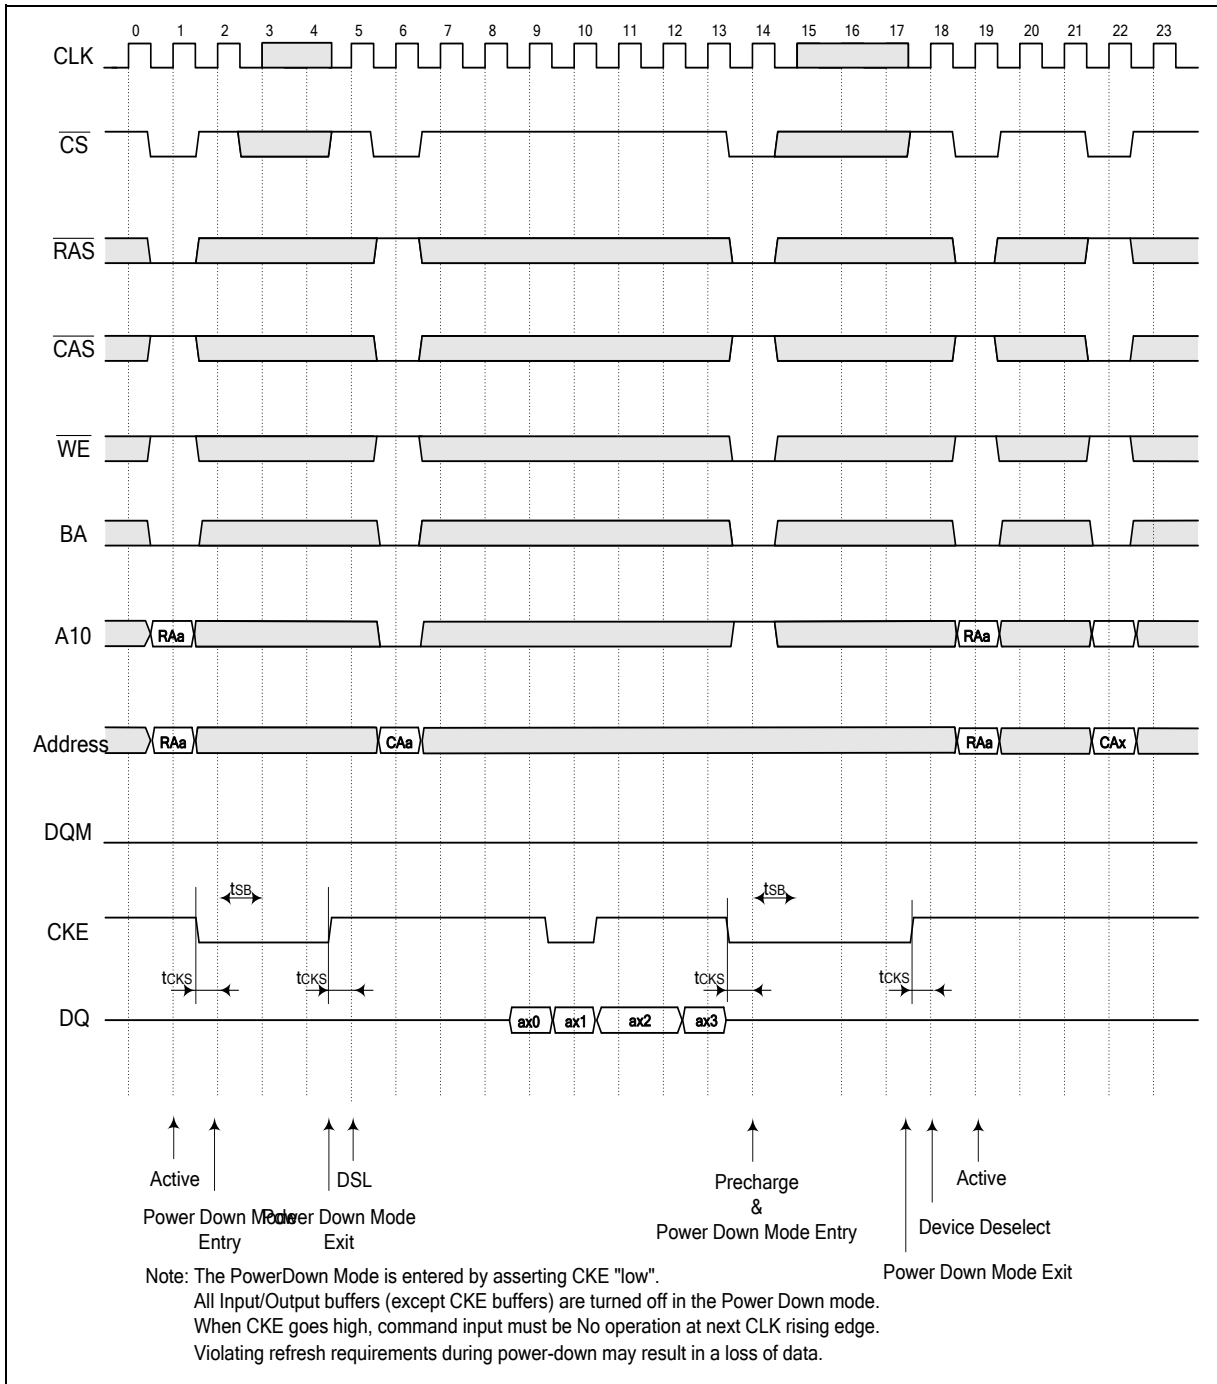 0 1 2 3 4 5 6 7 8 9 10 11 12 13 14 15 16 17 18 19 20 21 22 23
CLK
CS
RAS
CAS
WE
BA
A10 RAa RAa
Address RAa CAa RAa CAx
DQM
tSB tSB
CKE
tCKS tCKS tCKS tCKS
DQ ax0 ax1 ax2 ax3
Active DSL Precharge & Power Down Mode Entry Active
Power Down Mode Entry Power Down Mode Exit Device Deselect
Power Down Mode Exit
Note: The PowerDown Mode is entered by asserting CKE "low".
All Input/Output buffers (except CKE buffers) are turned off in the Power Down mode.
When CKE goes high, command input must be No operation at next CLK rising edge.
Violating refresh requirements during power-down may result in a loss of data.